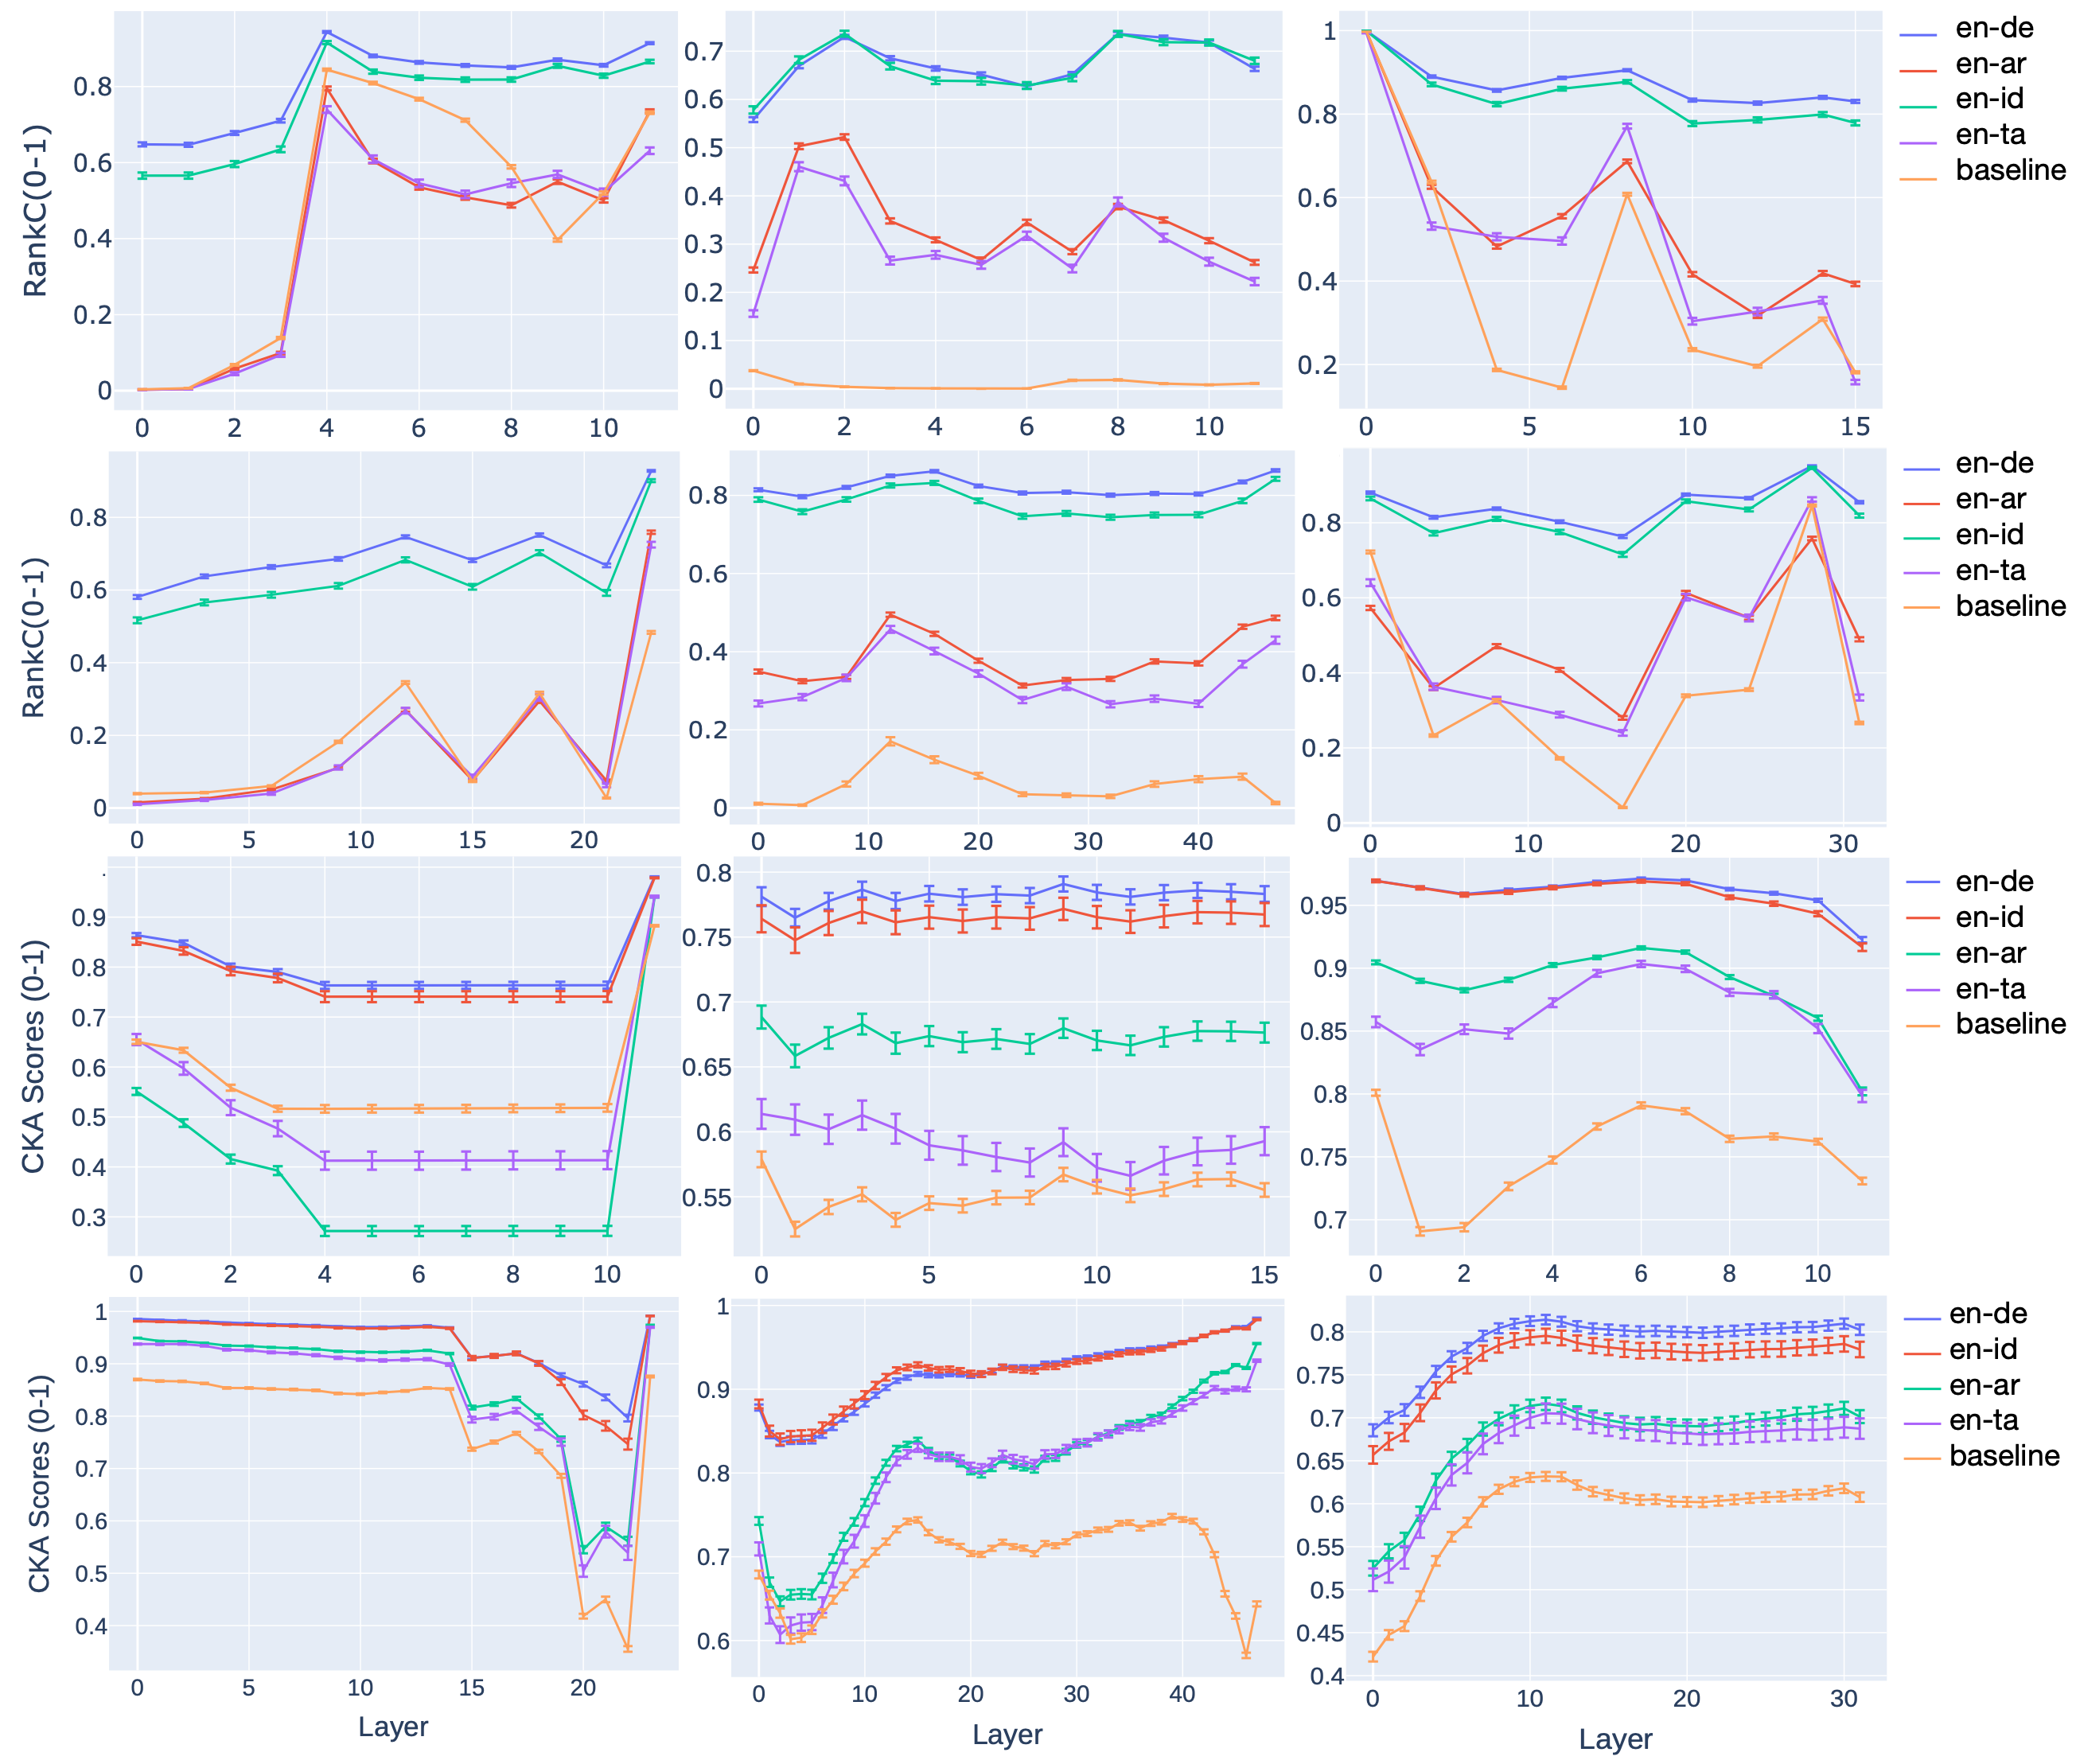 RankC(0-1)
0.8
0.6
0.4
0.2
0
0 2 4 6 8 10
0.7
0.6
0.5
0.4
0.3
0.2
0.1
0
0 2 4 6 8 10
1
0.8
0.6
0.4
0.2
0 5 10 15
en-de
en-ar
en-id
en-ta
baseline
RankC(0-1)
0.8
0.6
0.4
0.2
0
0 5 10 15 20
0.8
0.6
0.4
0.2
0
0 10 20 30 40
0.8
0.6
0.4
0.2
0
0 10 20 30
en-de
en-ar
en-id
en-ta
baseline
CKA Scores (0-1)
0.9
0.8
0.7
0.6
0.5
0.4
0.3
0 2 4 6 8 10
0.8
0.75
0.7
0.65
0.6
0.55
0 5 10 15
0.95
0.9
0.85
0.8
0.75
0.7
0 2 4 6 8 10
en-de
en-id
en-ar
en-ta
baseline
CKA Scores (0-1)
1
0.9
0.8
0.7
0.6
0.5
0.4
0 5 10 15 20
Layer
1
0.9
0.8
0.7
0.6
0 10 20 30 40
Layer
0.8
0.75
0.7
0.65
0.6
0.55
0.5
0.45
0.4
0 10 20 30
Layer
en-de
en-id
en-ar
en-ta
baseline